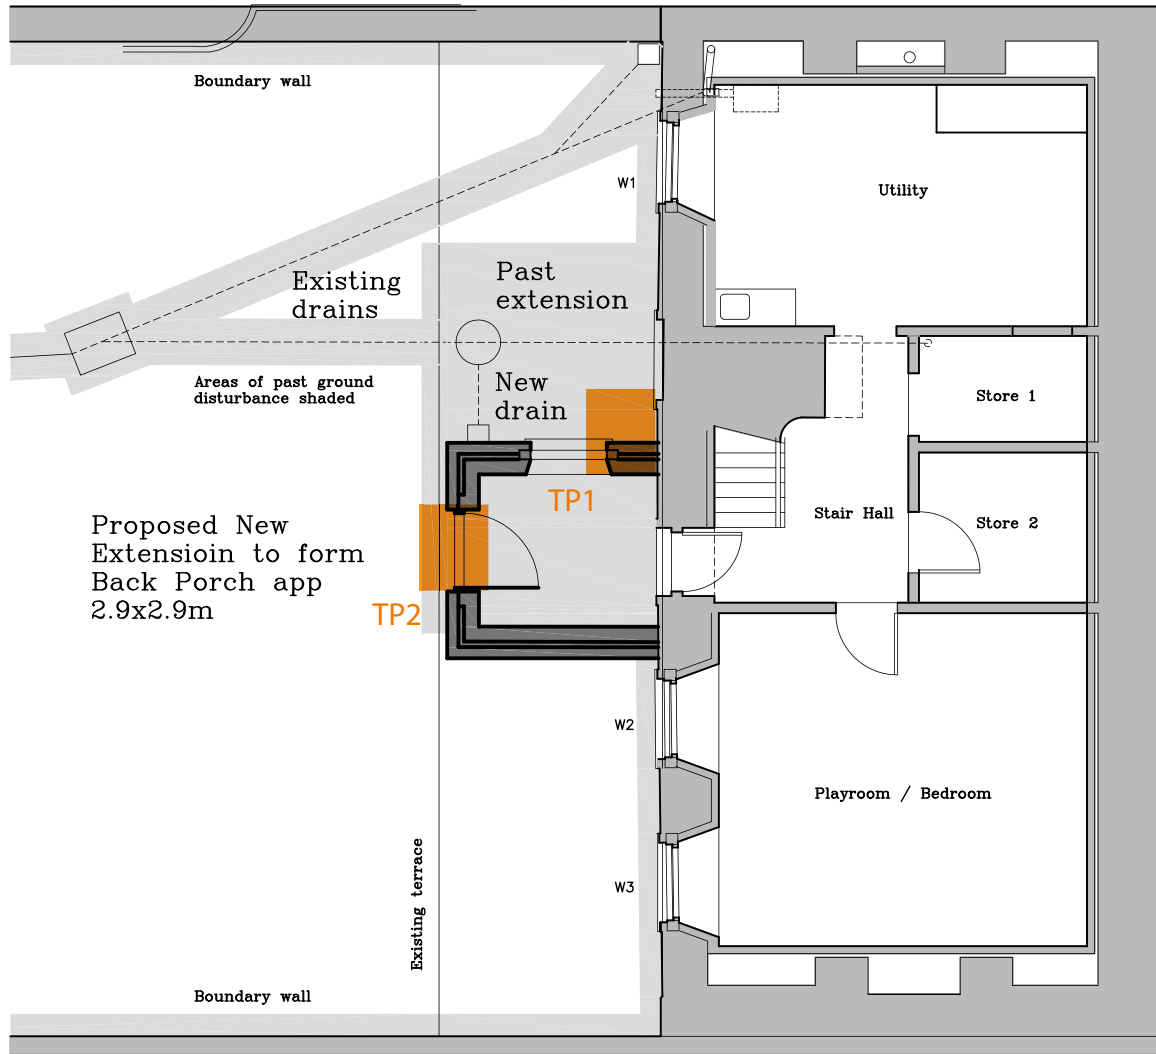 Boundary wall
W1
Utility
Existing
drains
Past
extension
Areas of past ground
disturbance shaded
New
drain
Store 1
TP1
Stair Hall
Store 2
Proposed New
Extensioin to form
Back Porch app
2.9x2.9m
TP2
W2
Playroom / Bedroom
Existing terrace
W3
Boundary wall